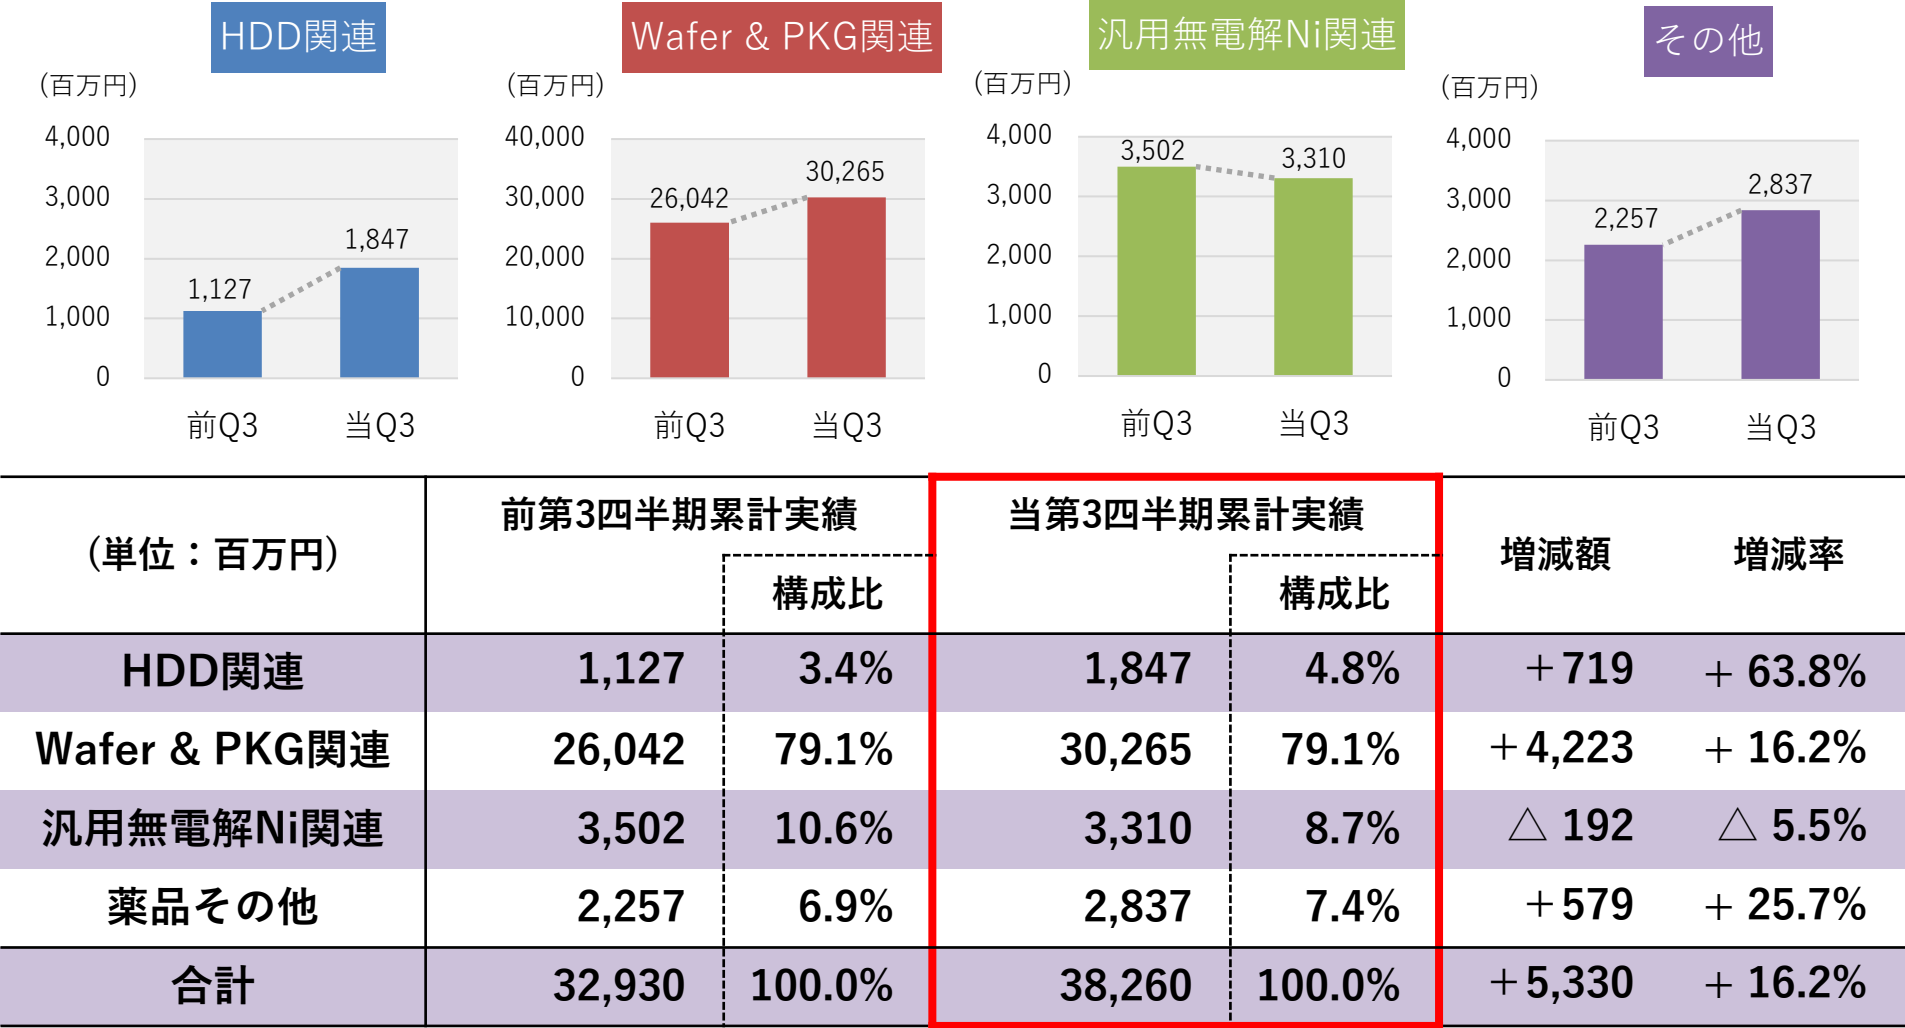 HDD関連
(百万円)
4,000
3,000
2,000
1,000
0
1,127
1,847
前Q3 当Q3
Wafer & PKG関連
(百万円)
40,000
30,000
20,000
10,000
0
26,042
30,265
前Q3 当Q3
汎用無電解Ni関連
(百万円)
4,000
3,000
2,000
1,000
0
3,502
3,310
前Q3 当Q3
その他
(百万円)
4,000
3,000
2,000
1,000
0
2,257
2,837
前Q3 当Q3
(単位：百万円) 前第3四半期累計実績 構成比 当第3四半期累計実績 構成比 増減額 増減率
HDD関連 1,127 3.4% 1,847 4.8% ＋719 ＋ 63.8%
Wafer & PKG関連 26,042 79.1% 30,265 79.1% ＋4,223 ＋ 16.2%
汎用無電解Ni関連 3,502 10.6% 3,310 8.7% △ 192 △ 5.5%
薬品その他 2,257 6.9% 2,837 7.4% ＋579 ＋ 25.7%
合計 32,930 100.0% 38,260 100.0% ＋5,330 ＋ 16.2%